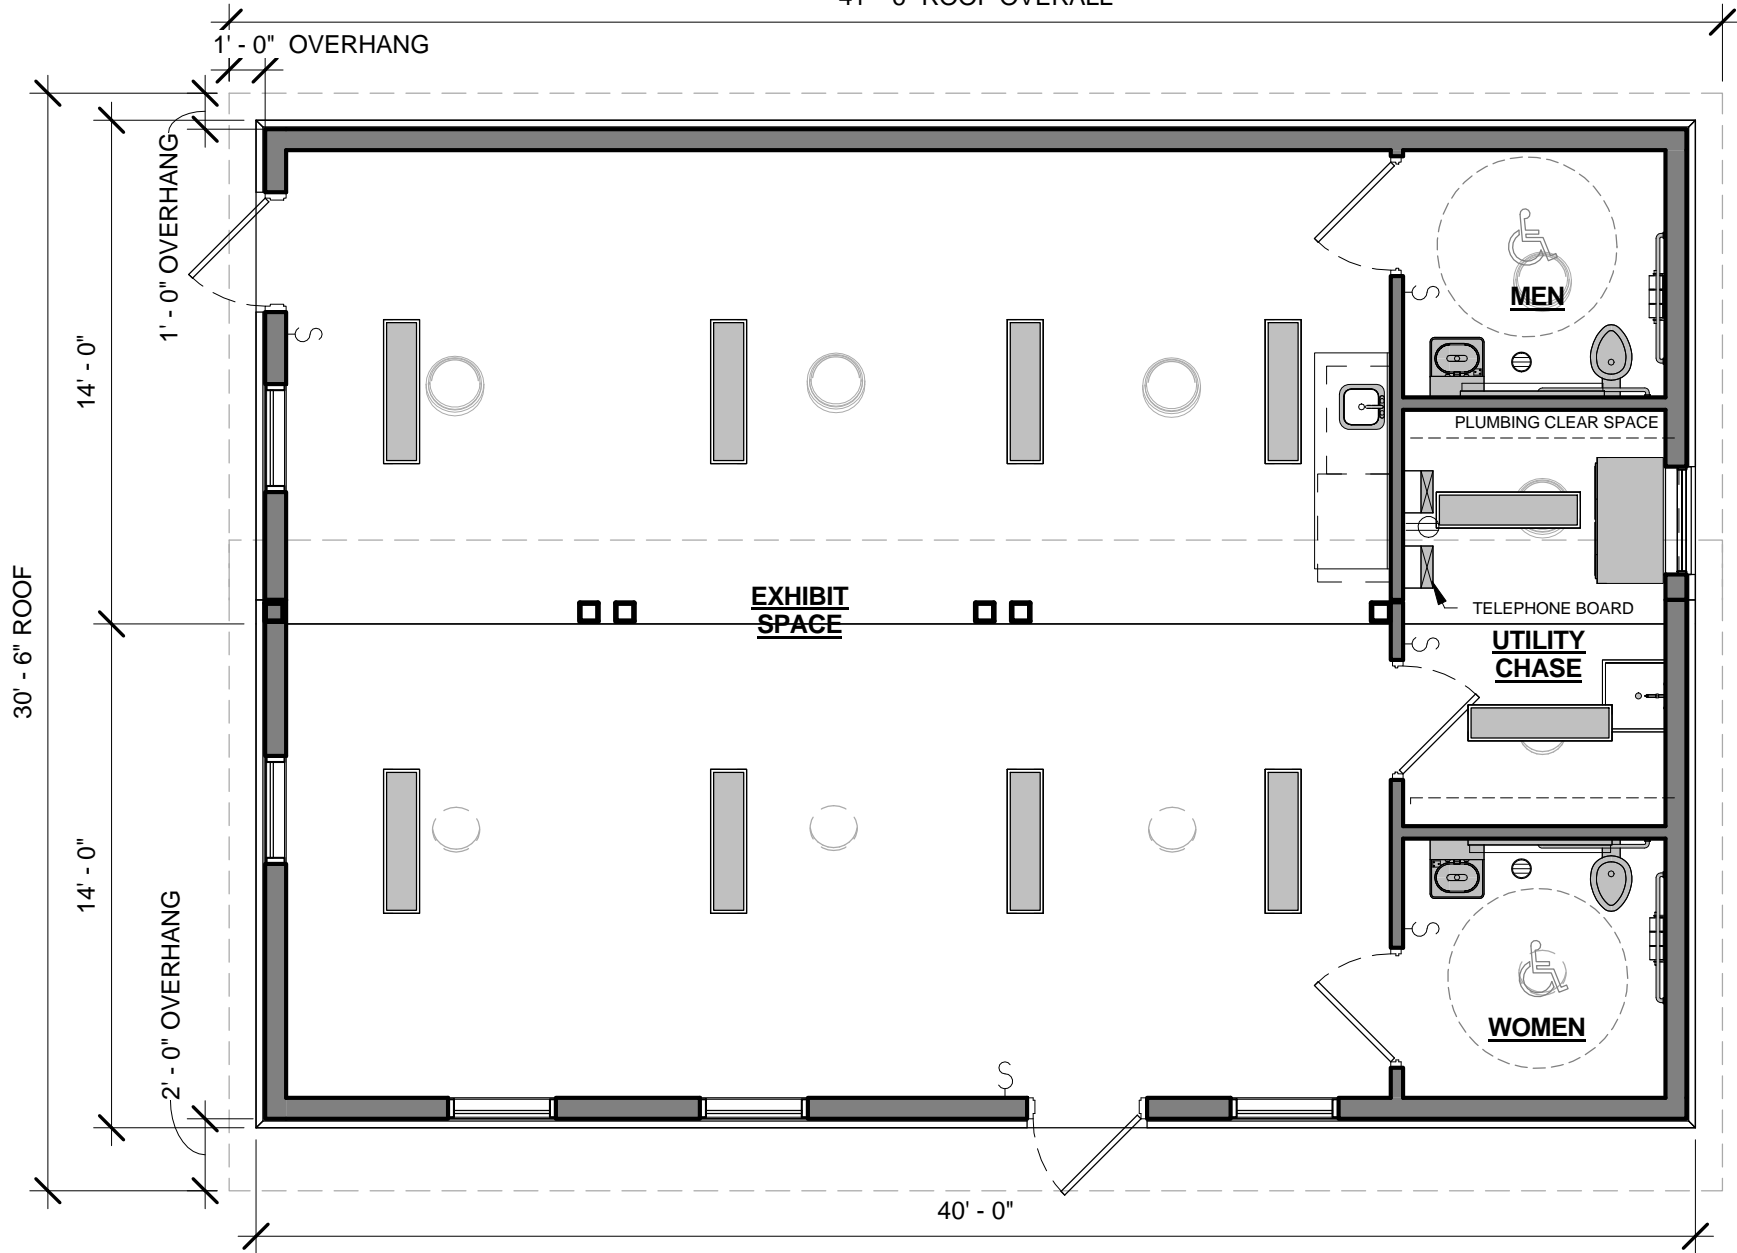 1' - 0" OVERHANG
1' - 0" OVERHANG
14' - 0"
MEN
PLUMBING CLEAR SPACE
30' - 6" ROOF
EXHIBIT
SPACE
TELEPHONE BOARD
UTILITY
CHASE
14' - 0"
2' - 0" OVERHANG
WOMEN
40' - 0"
S
S
S
S
S